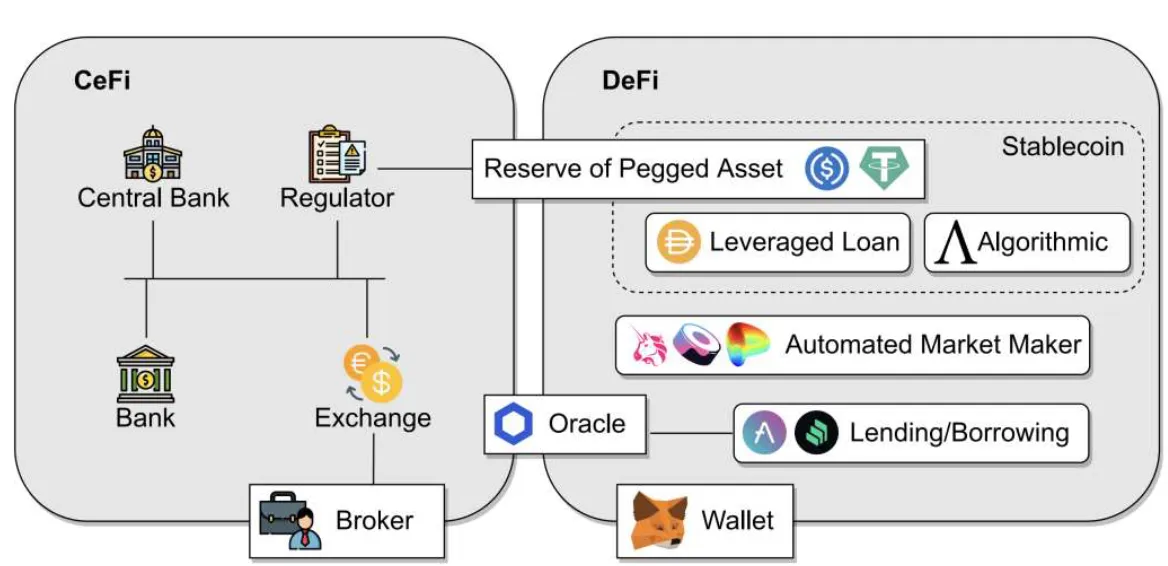 CeFi
Central Bank
Regulator
Bank
Exchange
Broker
DeFi
Stablecoin
Reserve of Pegged Asset
Leveraged Loan
Algorithmic
Automated Market Maker
Oracle
Lending/Borrowing
Wallet